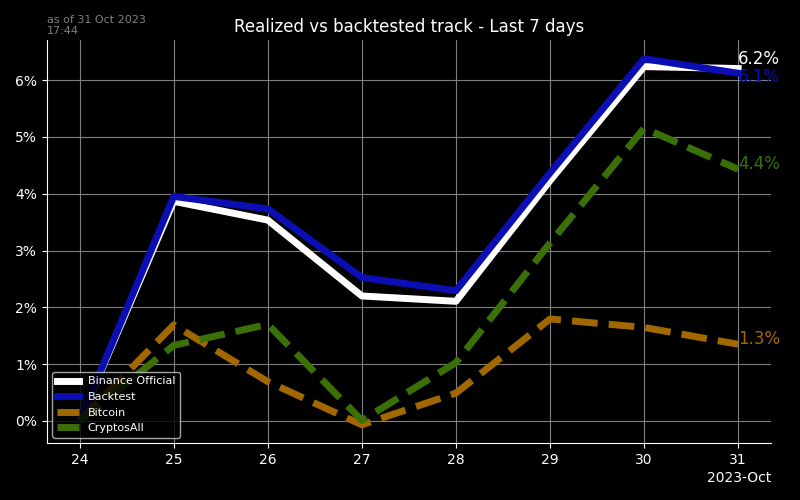 as of 31 Oct 2023
17:44
Realized vs backtested track - Last 7 days
6%
5%
4%
3%
2%
1%
0%
6.2%
6.1%
4.4%
1.3%
Binance Official
Backtest
Bitcoin
CryptosAll
24
25
26
27
28
29
30
31
2023-Oct